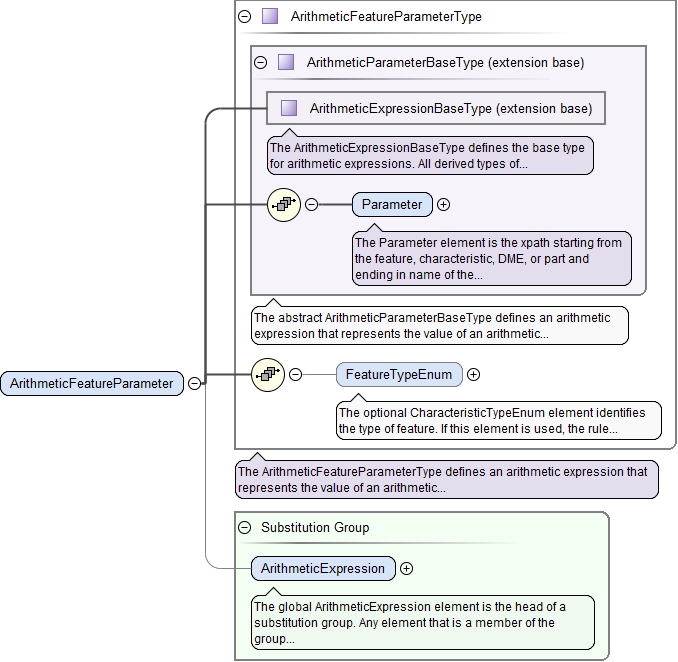 ArithmeticFeatureParameterType
ArithmeticParameterBaseType (extension base)
ArithmeticExpressionBaseType (extension base)
The ArithmeticExpressionBaseType defines the base type
for arithmetic expressions. All derived types of...
Parameter
The Parameter element is the xpath starting from
the feature, characteristic, DME, or part and
ending in name of the...
The abstract ArithmeticParameterBaseType defines an arithmetic
expression that represents the value of an arithmetic...
ArithmeticFeatureParameter
FeatureTypeEnum
The optional CharacteristicTypeEnum element identifies
the type of feature. If this element is used, the rule...
The ArithmeticFeatureParameterType defines an arithmetic expression that
represents the value of an arithmetic...
Substitution Group
ArithmeticExpression
The global ArithmeticExpression element is the head of a
substitution group. Any element that is a member of the
group...